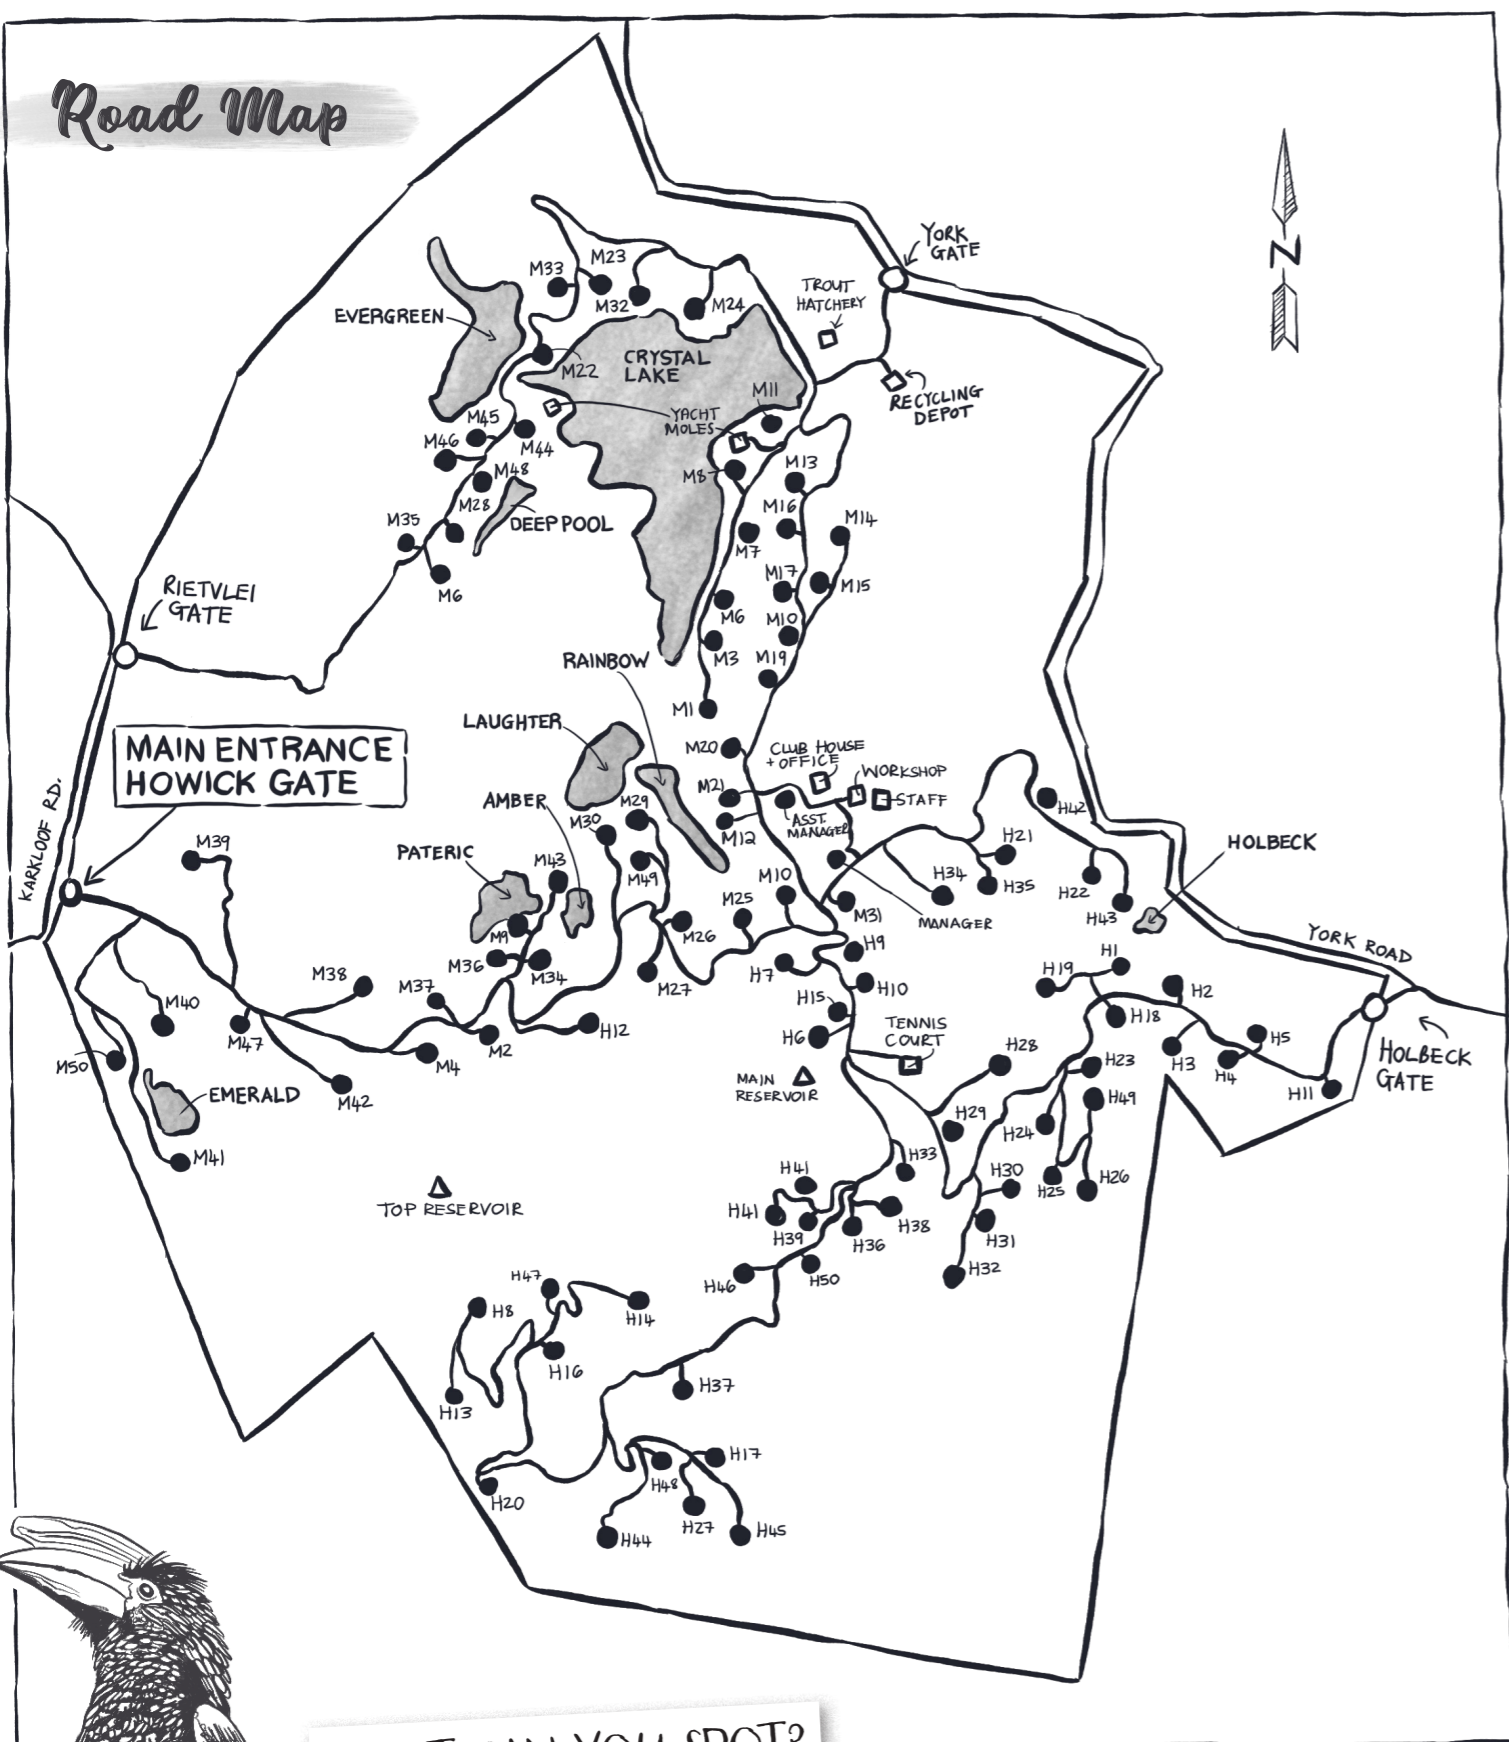 Road Map
N
YORK
GATE
TROUT
HATCHERY
RECYCLING
DEPOT
M33
M23
M32
M24
EVERGREEN
CRYSTAL
LAKE
M22
M11
YACHT
MOLES
M45
M46
M44
M48
M28
DEEP POOL
M35
M6
M8
M13
M16
M14
M7
M17
M15
M6
M10
M3
M19
M1
RIETVLEI
GATE
RAINBOW
LAUGHTER
MAIN ENTRANCE
HOWICK GATE
KARKLOOF RD.
M20
CLUB HOUSE
+ OFFICE
WORKSHOP
STAFF
M21
M12
ASST.
MANAGER
AMBER
M29
M30
M39
PATERIC
M43
M49
M9
M10
M25
M26
M31
MANAGER
H42
H21
H34
H35
H22
H43
HOLBECK
YORK ROAD
M36
M34
M38
M37
M27
H7
H9
H10
H15
H6
H12
M40
M47
M50
M2
M4
M42
EMERALD
M41
TENNIS
COURT
MAIN
RESERVOIR
H1
H19
H2
H18
H3
H5
H4
H11
HOLBECK
GATE
H28
H23
H29
H49
H24
H25
H26
H30
H31
H32
H33
TOP RESERVOIR
H41
H41
H39
H38
H36
H46
H50
H47
H8
H14
H16
H13
H37
H17
H48
H20
H27
H44
H45
YOU SPOT?